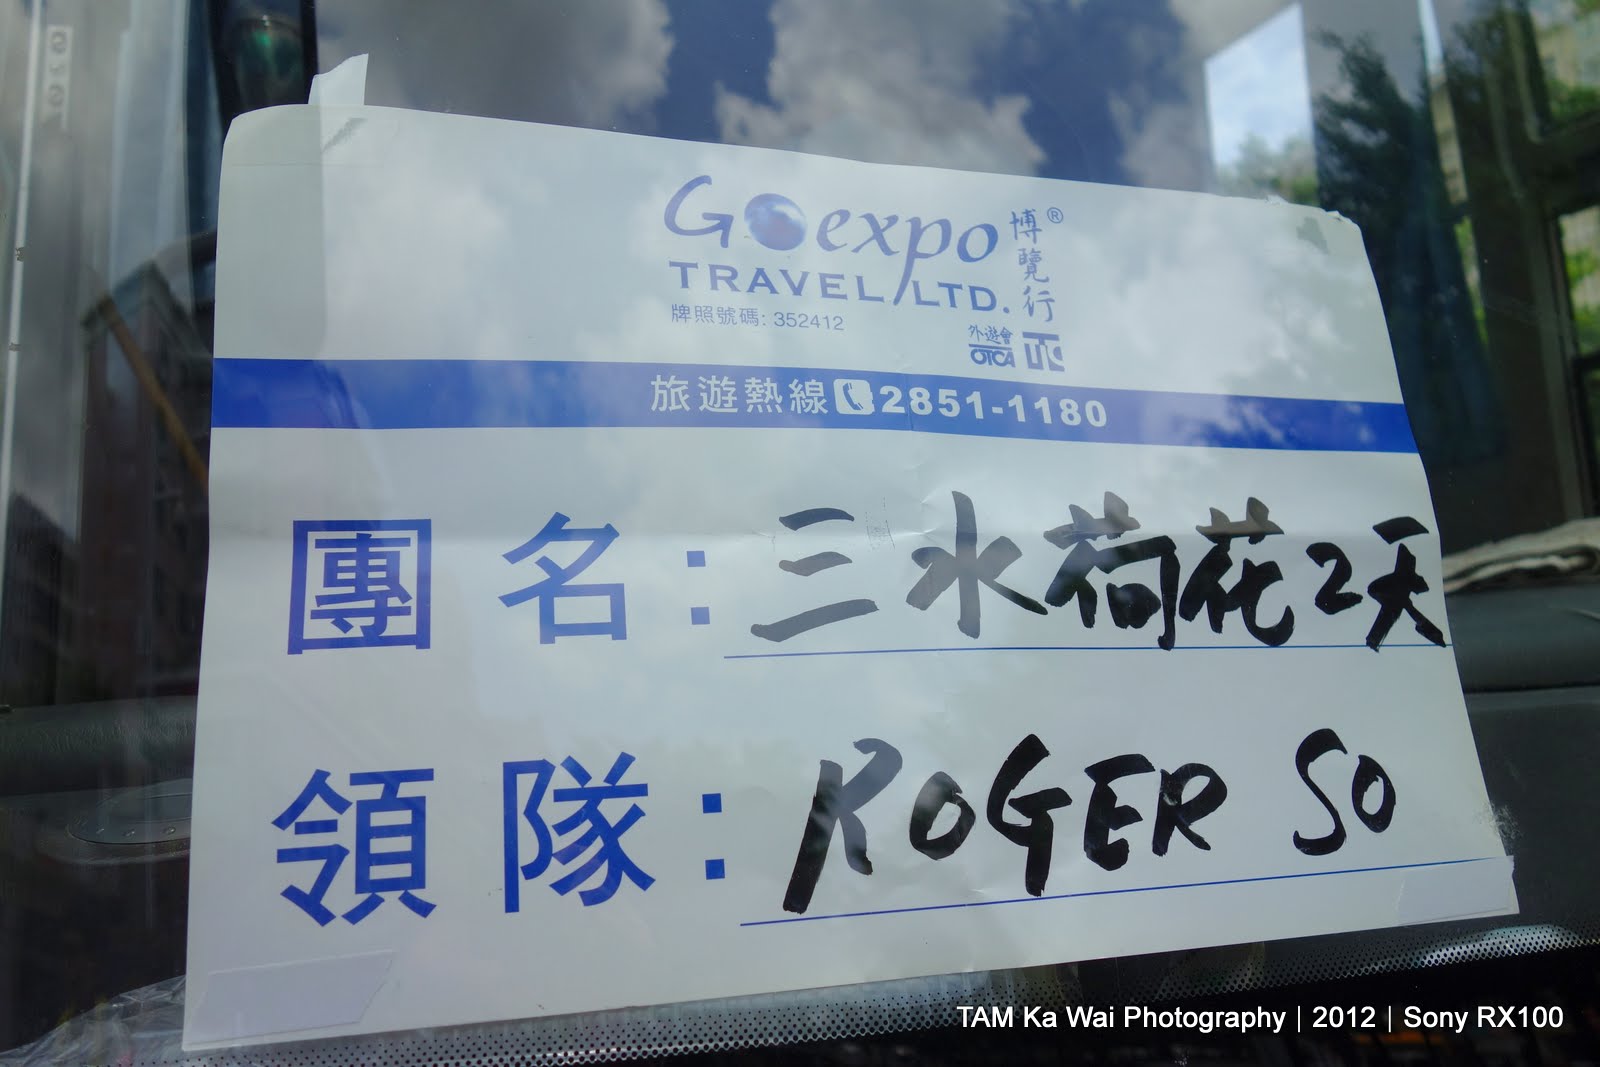 GOexpo 博覽行®
TRAVEL LTD.
牌照號碼: 352412
外遊會
OTCA TIC
旅遊熱線 2851-1180
團名：三水荷花2天
領隊：ROGER SO
TAM Ka Wai Photography | 2012 | Sony RX100